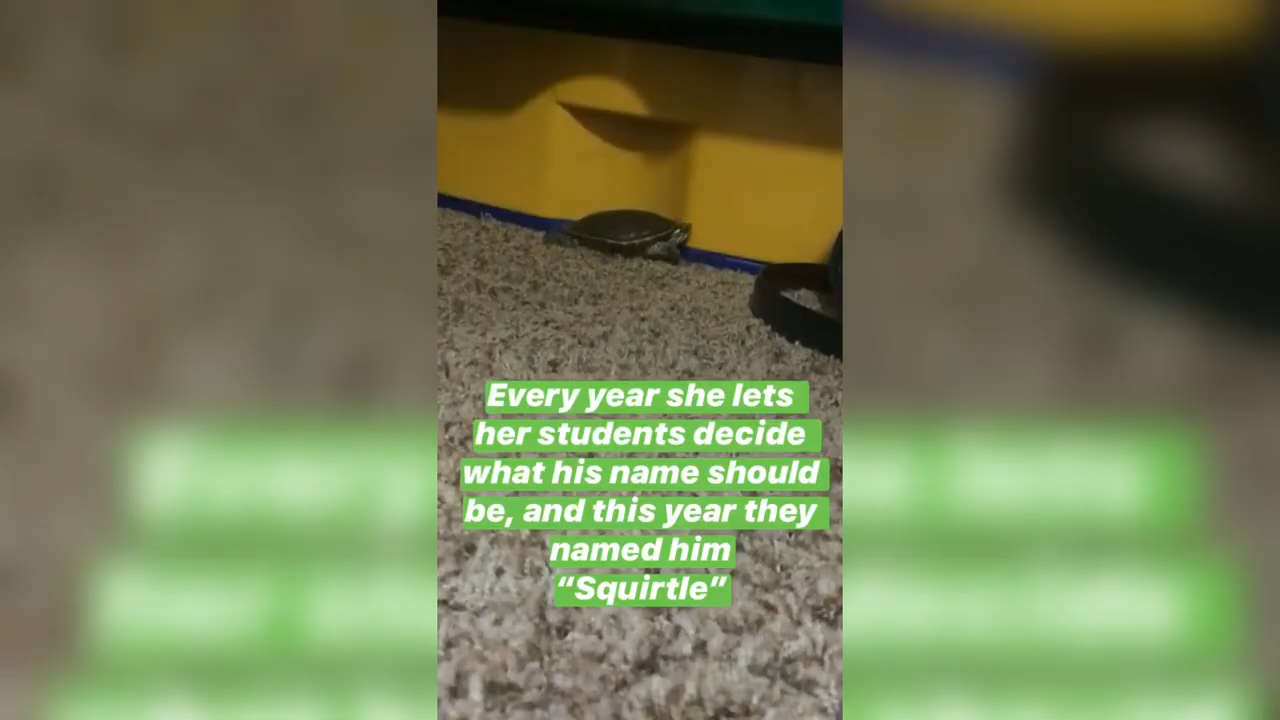 Every year she lets
her students decide
what his name should
be, and this year they
named him
“Squirtle”